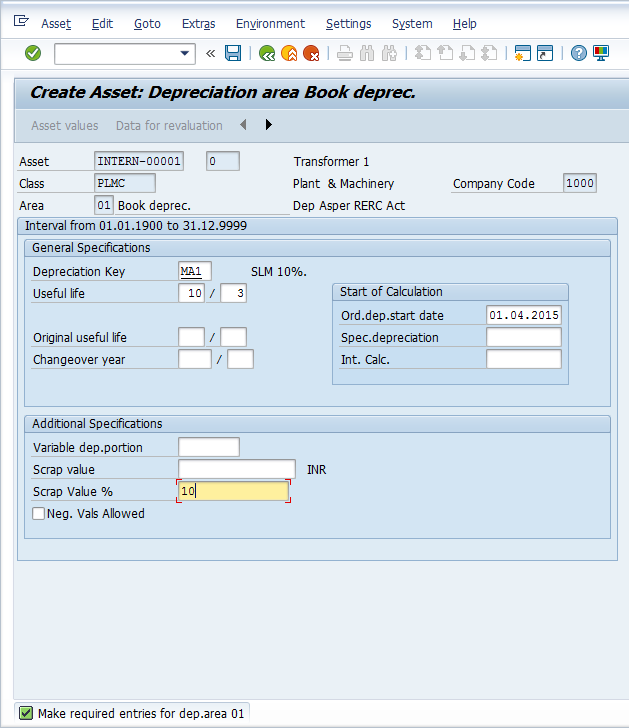 Asset Edit Goto Extras Environment Settings System Help
Create Asset: Depreciation area Book deprec.
Asset values Data for revaluation
Asset INTERN-00001 0 Transformer 1
Class PLMC Plant & Machinery Company Code 1000
Area 01 Book deprec. Dep Asper RERC Act
Interval from 01.01.1900 to 31.12.9999
General Specifications
Depreciation Key MA1 SLM 10%.
Useful life 10 / 3
Start of Calculation
Ord.dep.start date 01.04.2015
Original useful life / Spec.depreciation
Changeover year / Int. Calc.
Additional Specifications
Variable dep.portion
Scrap value INR
Scrap Value % 10
Neg. Vals Allowed
Make required entries for dep.area 01